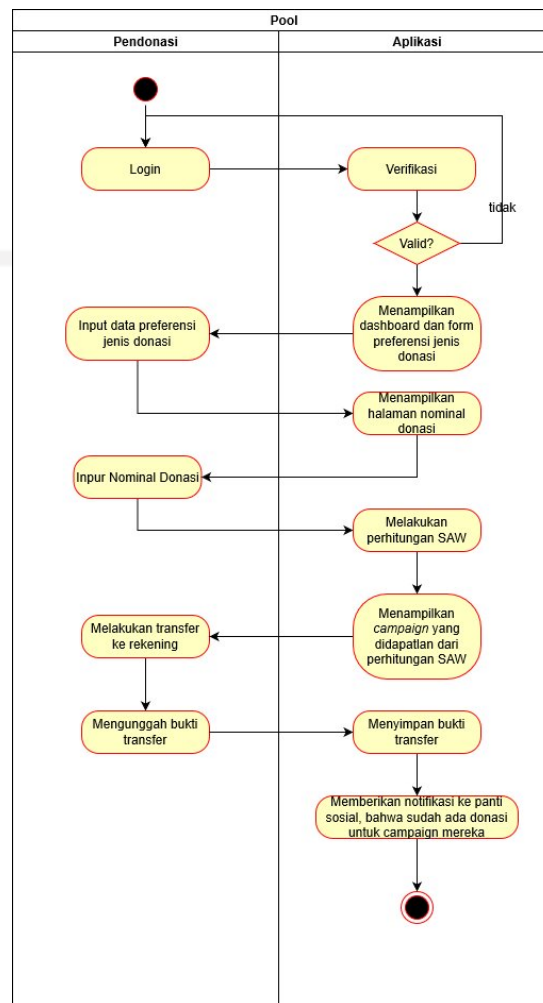 Pool
Pendonasi
Aplikasi
Login
Verifikasi
tidak
Valid?
Menampilkan
dashboard dan form
preferensi jenis
donasi
Input data preferensi
jenis donasi
Menampilkan
halaman nominal
donasi
Inpur Nominal Donasi
Melakukan
perhitungan SAW
Menampilkan
campaign yang
didapatlan dari
perhitungan SAW
Melakukan transfer
ke rekening
Mengunggah bukti
transfer
Menyimpan bukti
transfer
Memberikan notifikasi ke panti
sosial, bahwa sudah ada donasi
untuk campaign mereka